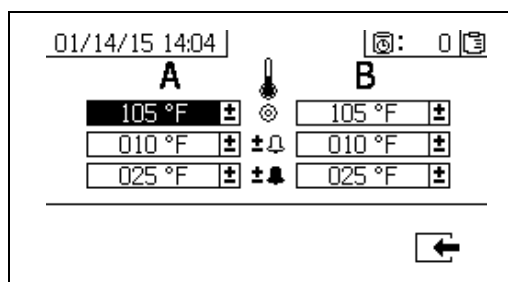 01/14/15 14:04 : 0
A B
105 °F ± 105 °F ±
010 °F ± ± 010 °F ±
025 °F ± ± 025 °F ±